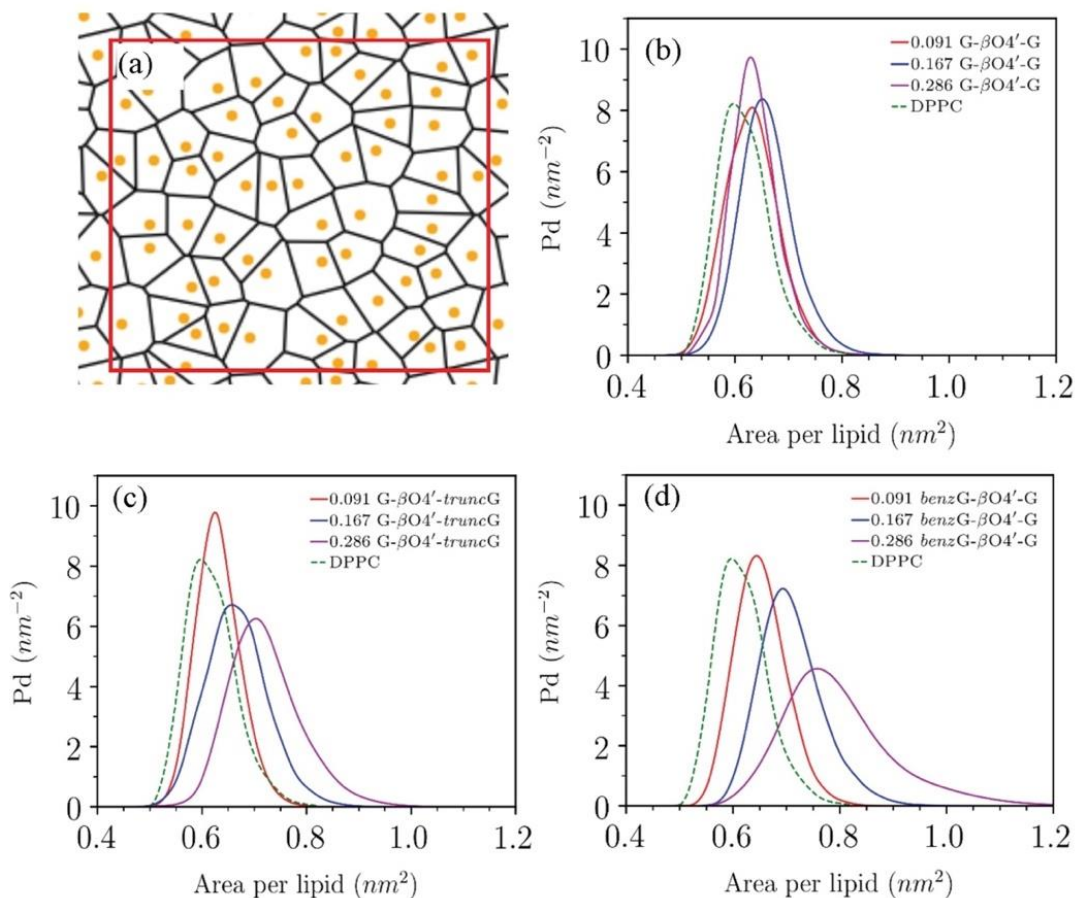 (a)
(b)
0.091 G-βO4′-G
0.167 G-βO4′-G
0.286 G-βO4′-G
DPPC
10
8
6
4
2
0
Pd (nm⁻²)
0.4 0.6 0.8 1.0 1.2
Area per lipid (nm²)
(c)
0.091 G-βO4′-truncG
0.167 G-βO4′-truncG
0.286 G-βO4′-truncG
DPPC
10
8
6
4
2
0
Pd (nm⁻²)
0.4 0.6 0.8 1.0 1.2
Area per lipid (nm²)
(d)
0.091 benzG-βO4′-G
0.167 benzG-βO4′-G
0.286 benzG-βO4′-G
DPPC
10
8
6
4
2
0
Pd (nm⁻²)
0.4 0.6 0.8 1.0 1.2
Area per lipid (nm²)